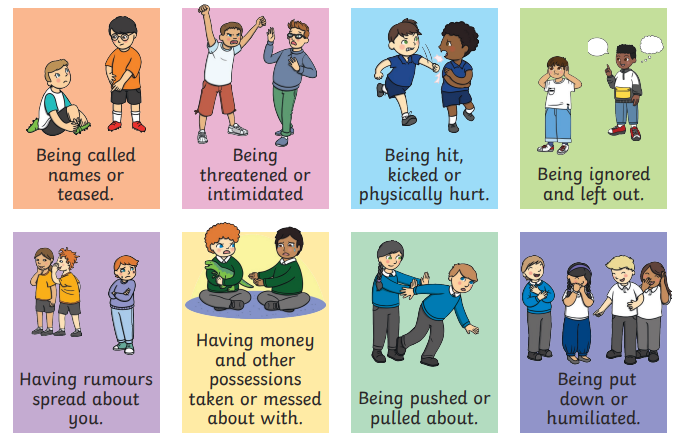 Being called
names or
teased.
Being
threatened or
intimidated
Being hit,
kicked or
physically hurt.
Being ignored
and left out.
Having rumours
spread about
you.
Having money
and other
possessions
taken or messed
about with.
Being pushed or
pulled about.
Being put
down or
humiliated.